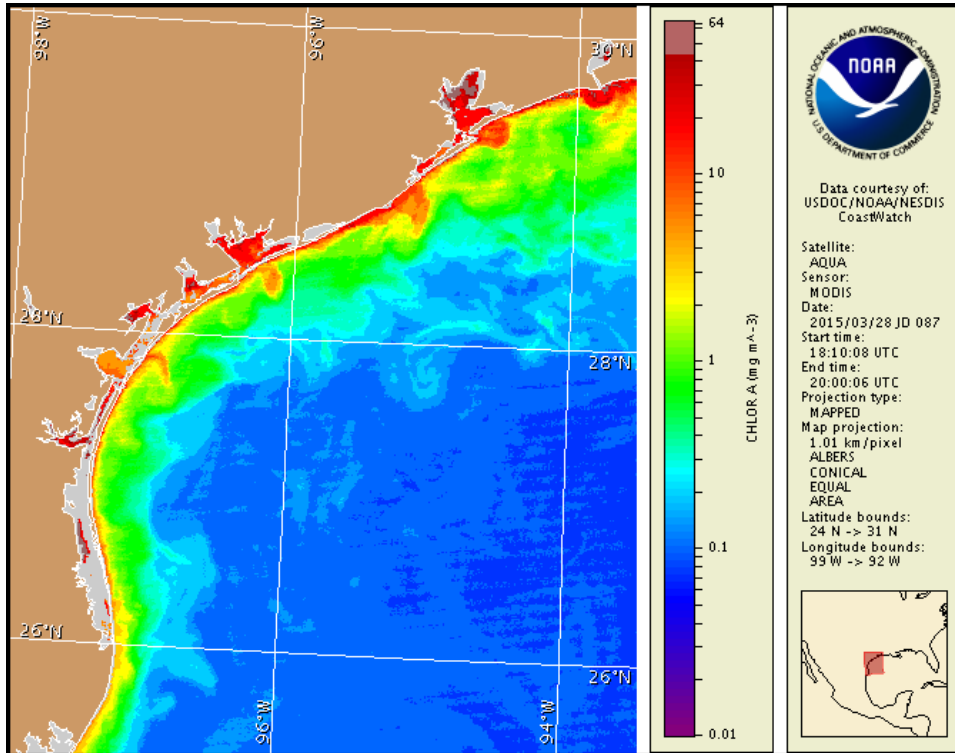 98°W
96°W
30°N
28°N
28°N
26°N
26°N
96°W
94°W
64
10
1
0.1
0.01
CHLOR A (mg m^-3)
NATIONAL OCEANIC AND ATMOSPHERIC ADMINISTRATION
NOAA
U.S. DEPARTMENT OF COMMERCE
Data courtesy of:
USDOC/NOAA/NESDIS
CoastWatch
Satellite:
AQUA
Sensor:
MODIS
Date:
2015/03/28 JD 087
Start time:
18:10:08 UTC
End time:
20:00:06 UTC
Projection type:
MAPPED
Map projection:
1.01 km/pixel
ALBERS
CONICAL
EQUAL
AREA
Latitude bounds:
24 N -> 31 N
Longitude bounds:
99 W -> 92 W